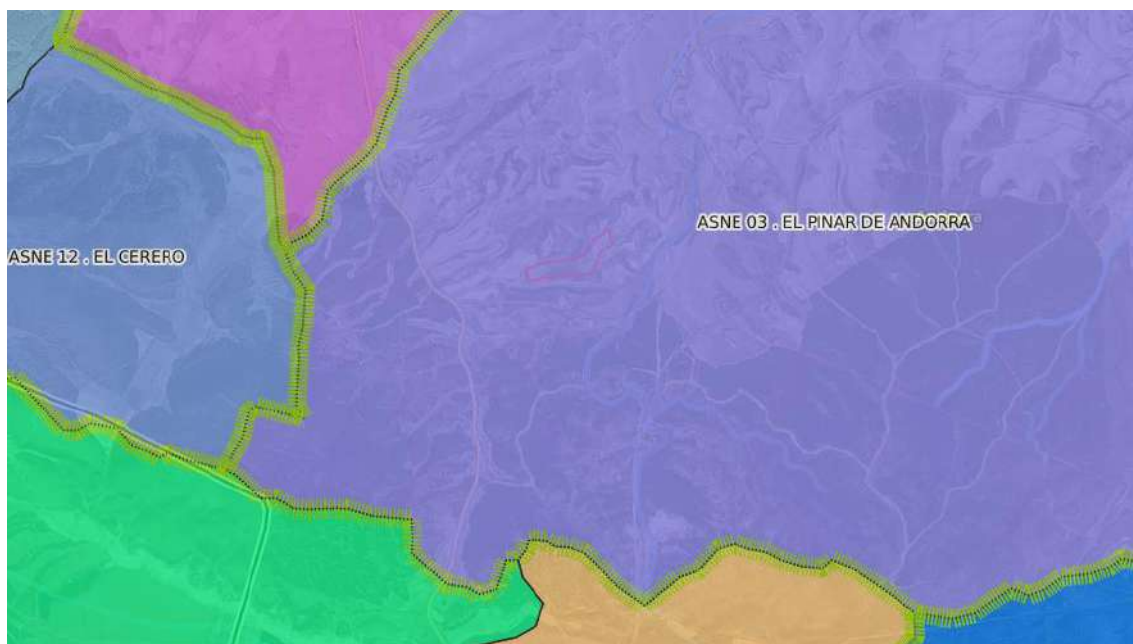 ASNE 03 . EL PINAR DE ANDORRA
ASNE 12 . EL CERERO